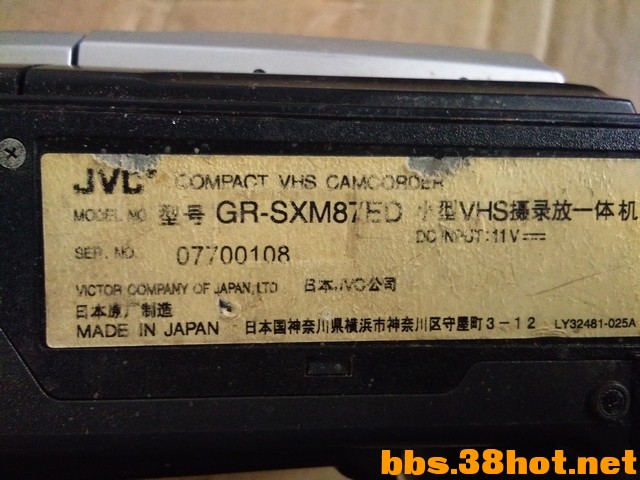 JVC COMPACT VHS CAMCORDER
MODEL NO. 型号 GR-SXM87ED 小型VHS摄录放一体机
DC INPUT:11V⎓
SER. NO. 07700108
VICTOR COMPANY OF JAPAN, LTD 日本JVC公司
日本原厂制造
MADE IN JAPAN 日本国神奈川県横浜市神奈川区守屋町3-12 LY32481-025A
bbs.38hot.net